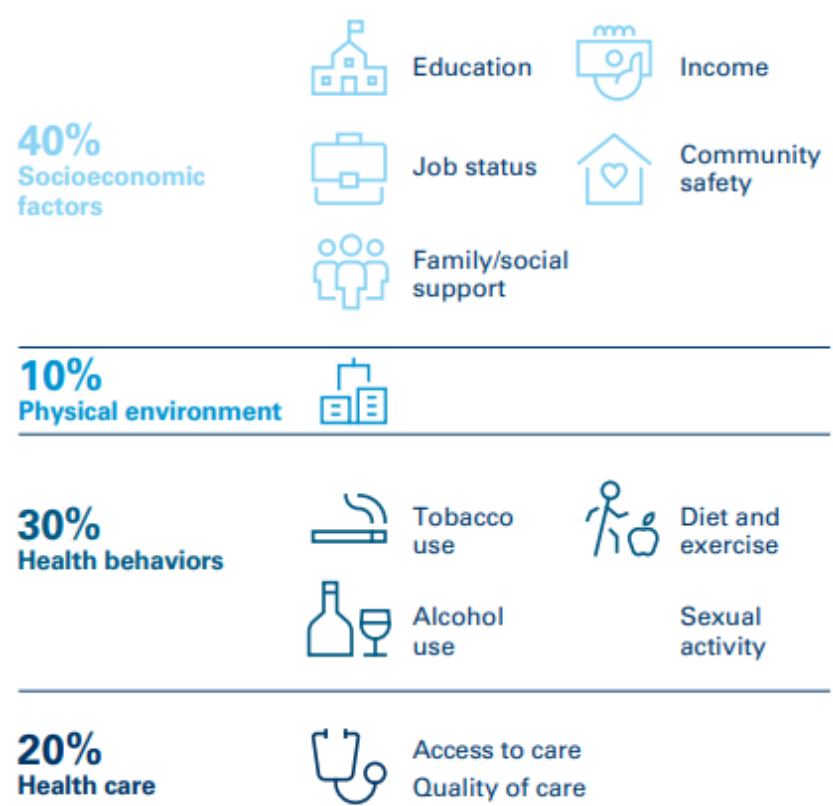 Education
Income
40%
Socioeconomic
factors
Job status
Community
safety
Family/social
support
10%
Physical environment
30%
Health behaviors
Tobacco
use
Diet and
exercise
Alcohol
use
Sexual
activity
20%
Health care
Access to care
Quality of care